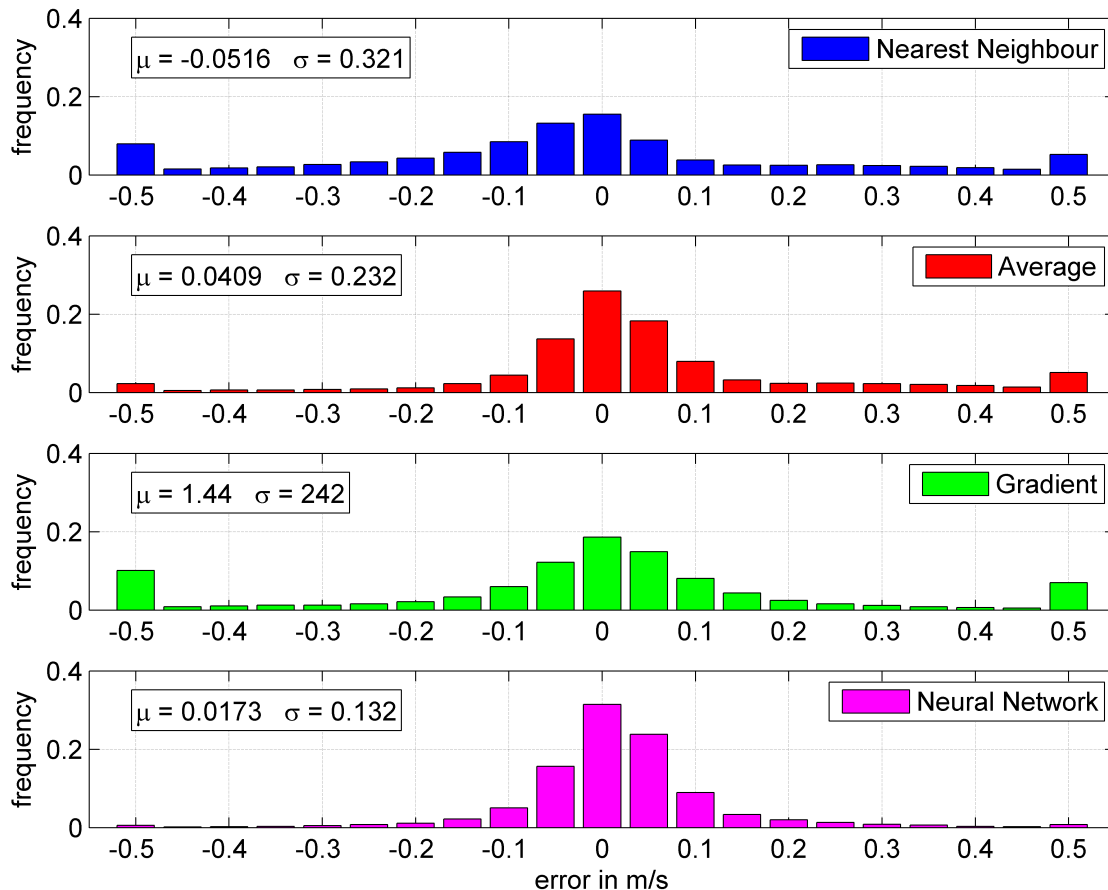 0.4
0.2
0
frequency
μ = -0.0516 σ = 0.321
Nearest Neighbour
-0.5 -0.4 -0.3 -0.2 -0.1 0 0.1 0.2 0.3 0.4 0.5
0.4
0.2
0
frequency
μ = 0.0409 σ = 0.232
Average
-0.5 -0.4 -0.3 -0.2 -0.1 0 0.1 0.2 0.3 0.4 0.5
0.4
0.2
0
frequency
μ = 1.44 σ = 242
Gradient
-0.5 -0.4 -0.3 -0.2 -0.1 0 0.1 0.2 0.3 0.4 0.5
0.4
0.2
0
frequency
μ = 0.0173 σ = 0.132
Neural Network
-0.5 -0.4 -0.3 -0.2 -0.1 0 0.1 0.2 0.3 0.4 0.5
error in m/s